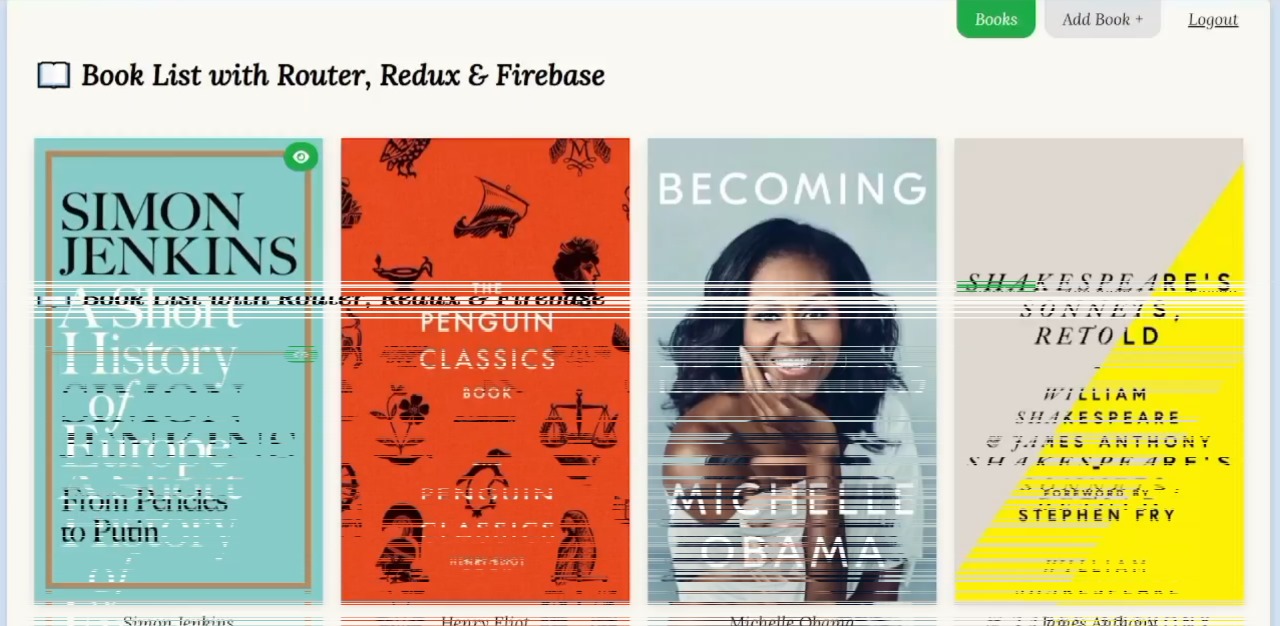 Books
Add Book +
Logout
Book List with Router, Redux & Firebase
SIMON
JENKINS
A Short
History
of
Europe
From Pericles
to Putin
THE
PENGUIN
CLASSICS
BOOK
HENRY ELIOT
BECOMING
MICHELLE
OBAMA
SHAKESPEARE'S
SONNETS,
RETOLD
WILLIAM
SHAKESPEARE
& JAMES ANTHONY
FOREWORD BY
STEPHEN FRY
Simon Jenkins
Henry Eliot
Michelle Obama
James Anthony